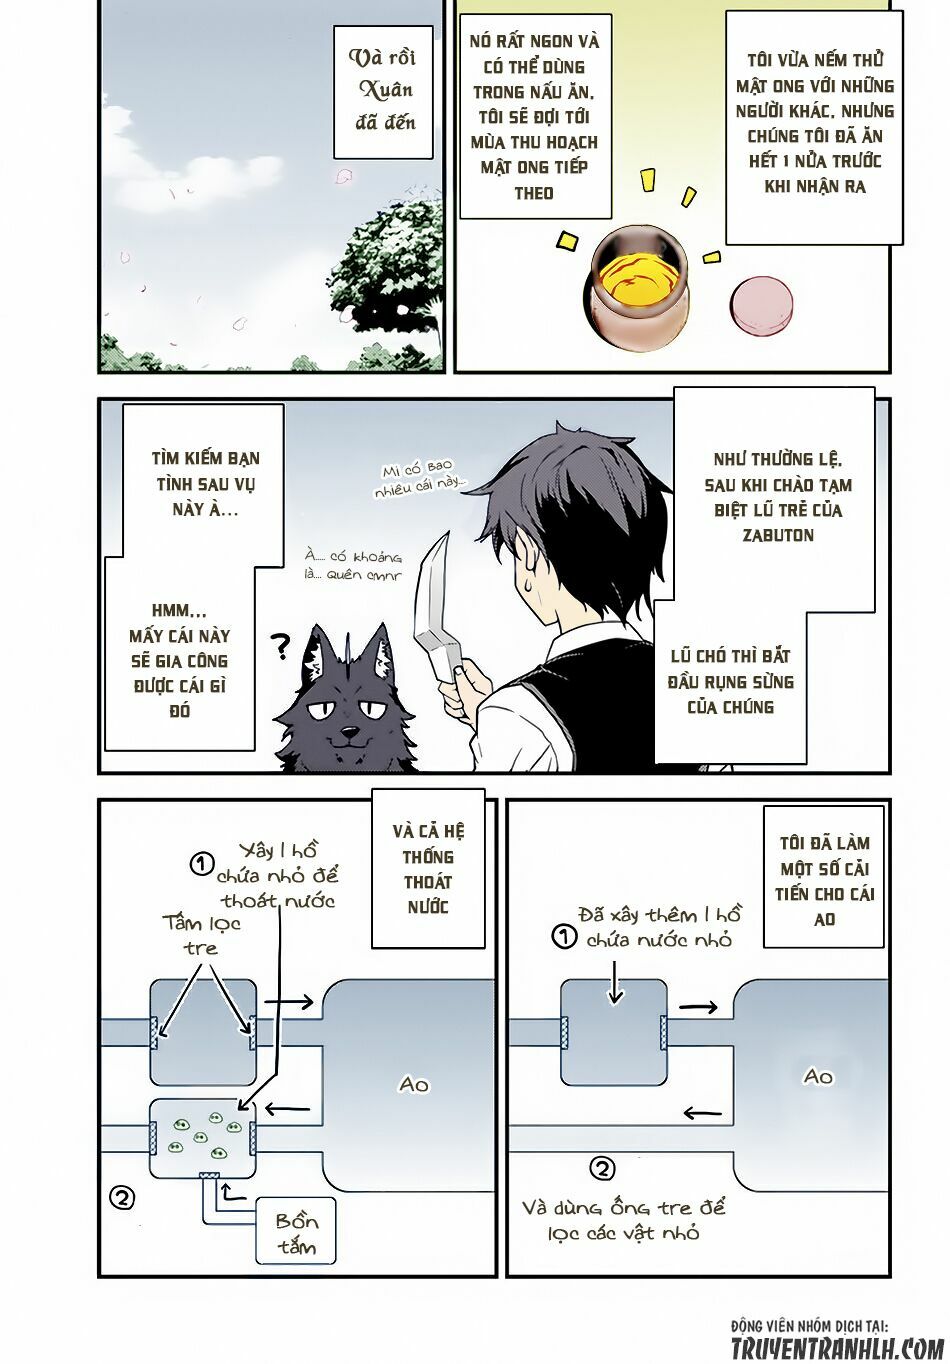 TÔI VỪA NẾM THỬ
MẬT ONG VỚI NHỮNG
NGƯỜI KHÁC, NHƯNG
CHÚNG TÔI ĐÃ ĂN
HẾT 1 NỬA TRƯỚC
KHI NHẬN RA
NÓ RẤT NGON VÀ
CÓ THỂ DÙNG
TRONG NẤU ĂN,
TÔI SẼ ĐỢI TỚI
MÙA THU HOẠCH
MẬT ONG TIẾP
THEO
Và rồi
Xuân
đã đến
NHƯ THƯỜNG LỆ,
SAU KHI CHÀO TẠM
BIỆT LŨ TRẺ CỦA
ZABUTON
LŨ CHÓ THÌ BẮT
ĐẦU RỤNG SỪNG
CỦA CHÚNG
Mi có bao
nhiêu cái này...
À.... có khoảng
là.... quên cmnr
?
TÌM KIẾM BẠN
TÌNH SAU VỤ
NÀY À...
HMM...
MẤY CÁI NÀY
SẼ GIA CÔNG
ĐƯỢC CÁI GÌ
ĐÓ
TÔI ĐÃ LÀM
MỘT SỐ CẢI
TIẾN CHO CÁI
AO
① Đã xây thêm 1 hồ
chứa nước nhỏ
Ao
②
Và dùng ống tre để
lọc các vật nhỏ
VÀ CẢ HỆ
THỐNG
THOÁT
NƯỚC
① Xây 1 hồ
chứa nhỏ để
thoát nước
Tấm lọc
tre
Ao
②
Bồn
tắm
ĐỘNG VIÊN NHÓM DỊCH TẠI:
TRUYENTRANHLH.COM